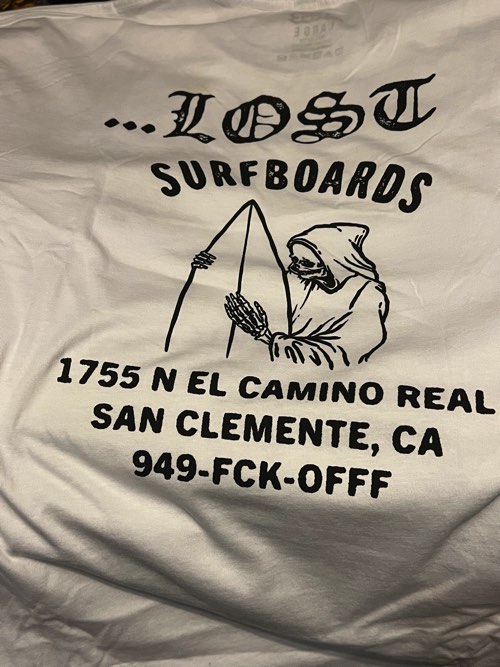 ...LOST
SURFBOARDS
1755 N EL CAMINO REAL
SAN CLEMENTE, CA
949-FCK-OFFF